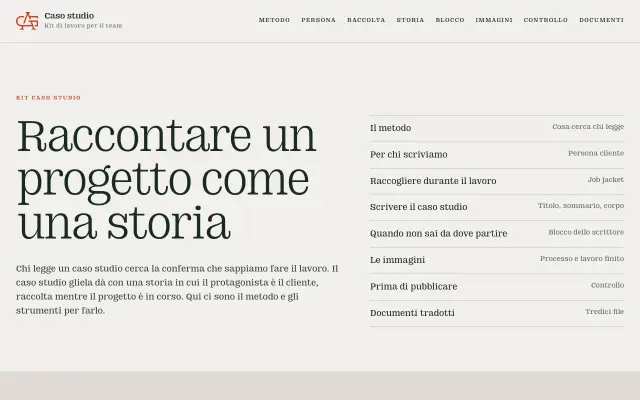 Caso studio
Kit di lavoro per il team
METODO PERSONA RACCOLTA STORIA BLOCCO IMMAGINI CONTROLLO DOCUMENTI
KIT CASO STUDIO
Raccontare un
progetto come
una storia
Chi legge un caso studio cerca la conferma che sappiamo fare il lavoro. Il
caso studio gliela dà con una storia in cui il protagonista è il cliente,
raccolta mentre il progetto è in corso. Qui ci sono il metodo e gli
strumenti per farlo.
Il metodo Cosa cerca chi legge
Per chi scriviamo Persona cliente
Raccogliere durante il lavoro Job jacket
Scrivere il caso studio Titolo, sommario, corpo
Quando non sai da dove partire Blocco dello scrittore
Le immagini Processo e lavoro finito
Prima di pubblicare Controllo
Documenti tradotti Tredici file